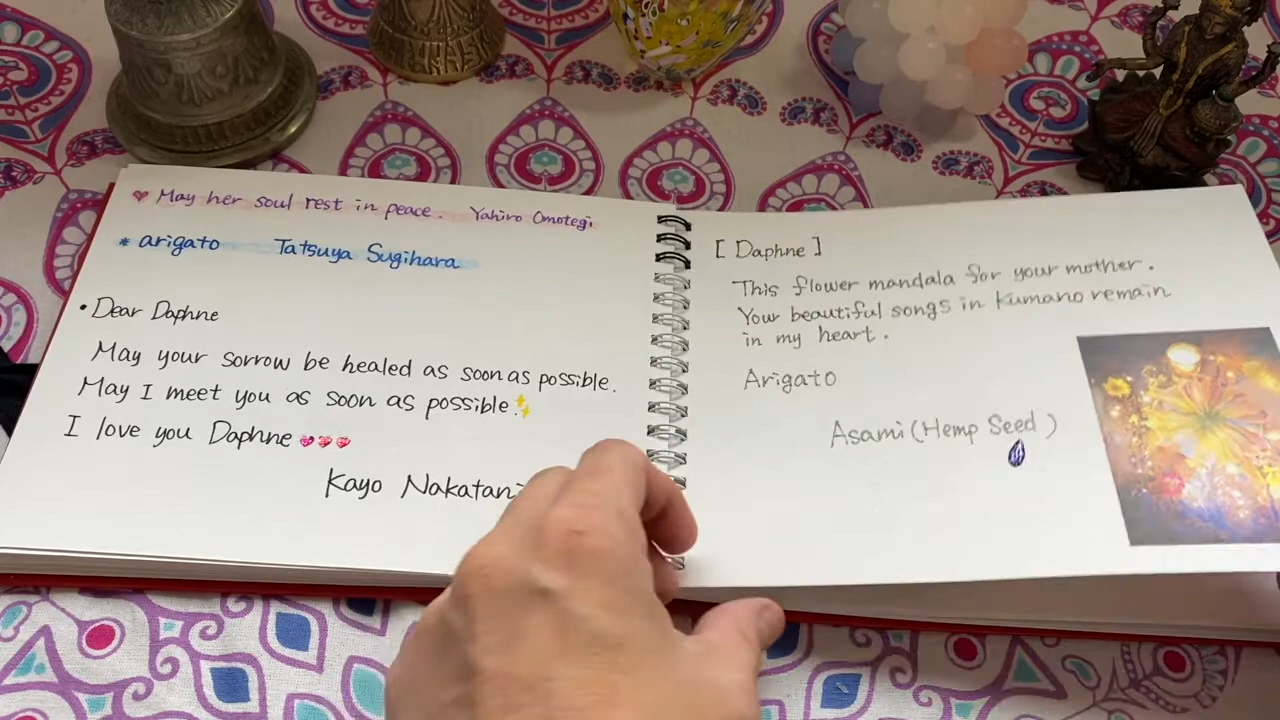 May her soul rest in peace. Yahiro Omotegi
* arigato Tatsuya Sugihara
• Dear Daphne
May your sorrow be healed as soon as possible.
May I meet you as soon as possible.
I love you Daphne
Kayo Nakatani
[ Daphne ]
This flower mandala for your mother.
Your beautiful songs in Kumano remain
in my heart.
Arigato
Asami (Hemp Seed)